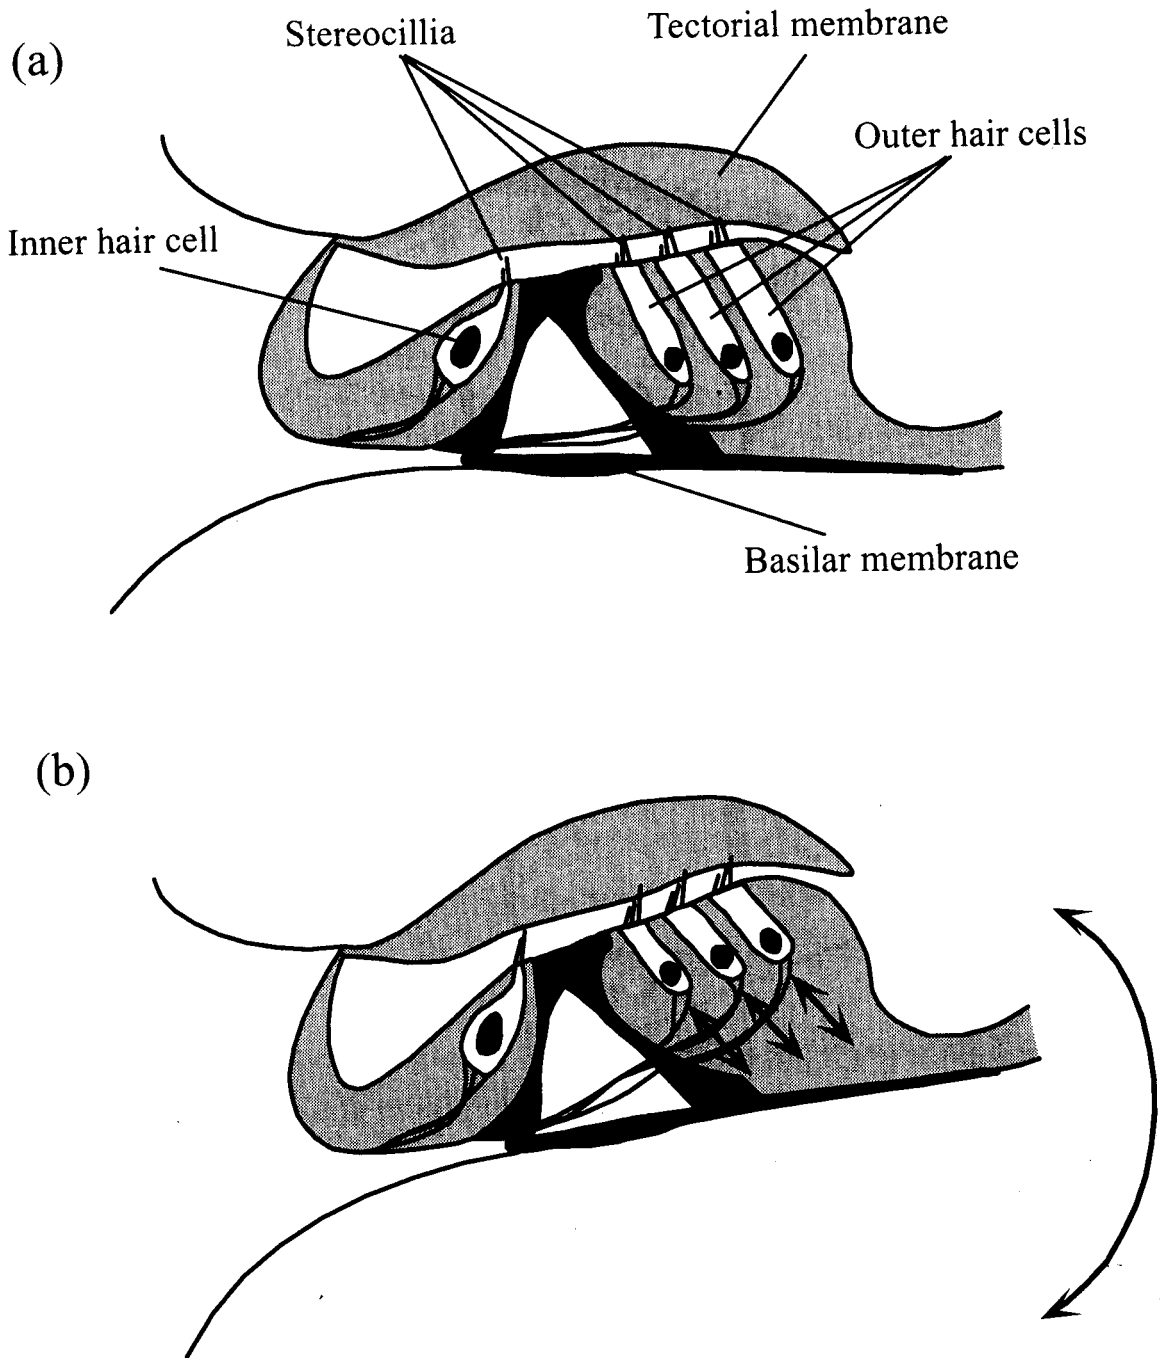 (a)
Stereocillia
Tectorial membrane
Outer hair cells
Inner hair cell
Basilar membrane
(b)